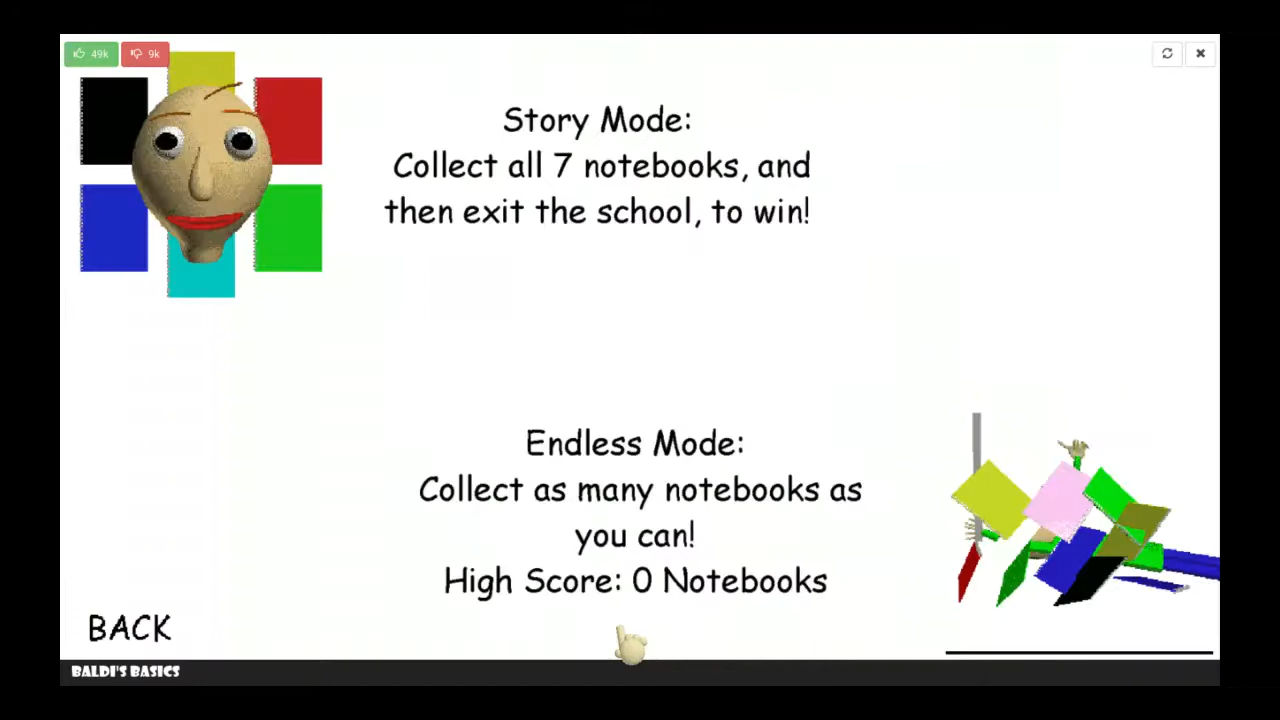 49k 9k
Story Mode:
Collect all 7 notebooks, and
then exit the school, to win!
Endless Mode:
Collect as many notebooks as
you can!
High Score: 0 Notebooks
BACK
BALDI'S BASICS